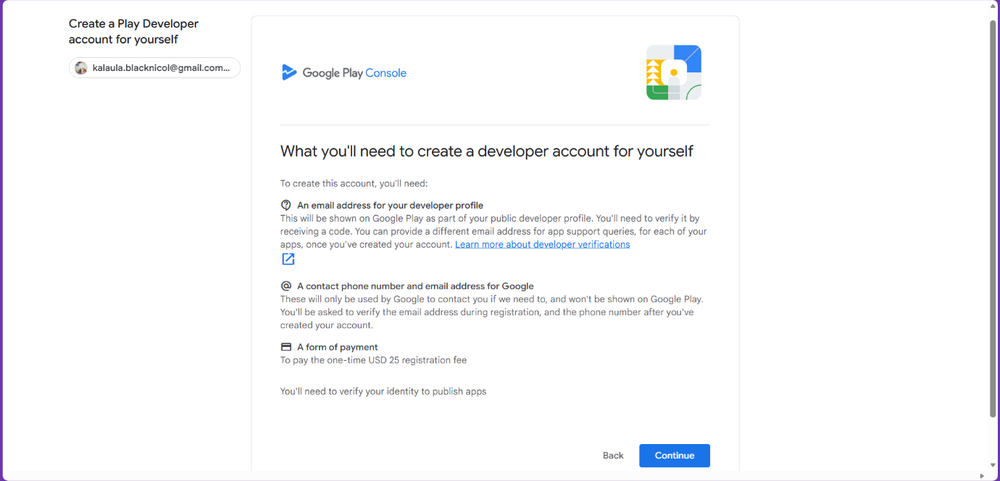 Create a Play Developer
account for yourself
kalaula.blacknicol@gmail.com...
Google Play Console
What you'll need to create a developer account for yourself
To create this account, you'll need:
An email address for your developer profile
This will be shown on Google Play as part of your public developer profile. You'll need to verify it by
receiving a code. You can provide a different email address for app support queries, for each of your
apps, once you've created your account. Learn more about developer verifications
A contact phone number and email address for Google
These will only be used by Google to contact you if we need to, and won't be shown on Google Play.
You'll be asked to verify the email address during registration, and the phone number after you've
created your account.
A form of payment
To pay the one-time USD 25 registration fee
You'll need to verify your identity to publish apps
Back
Continue